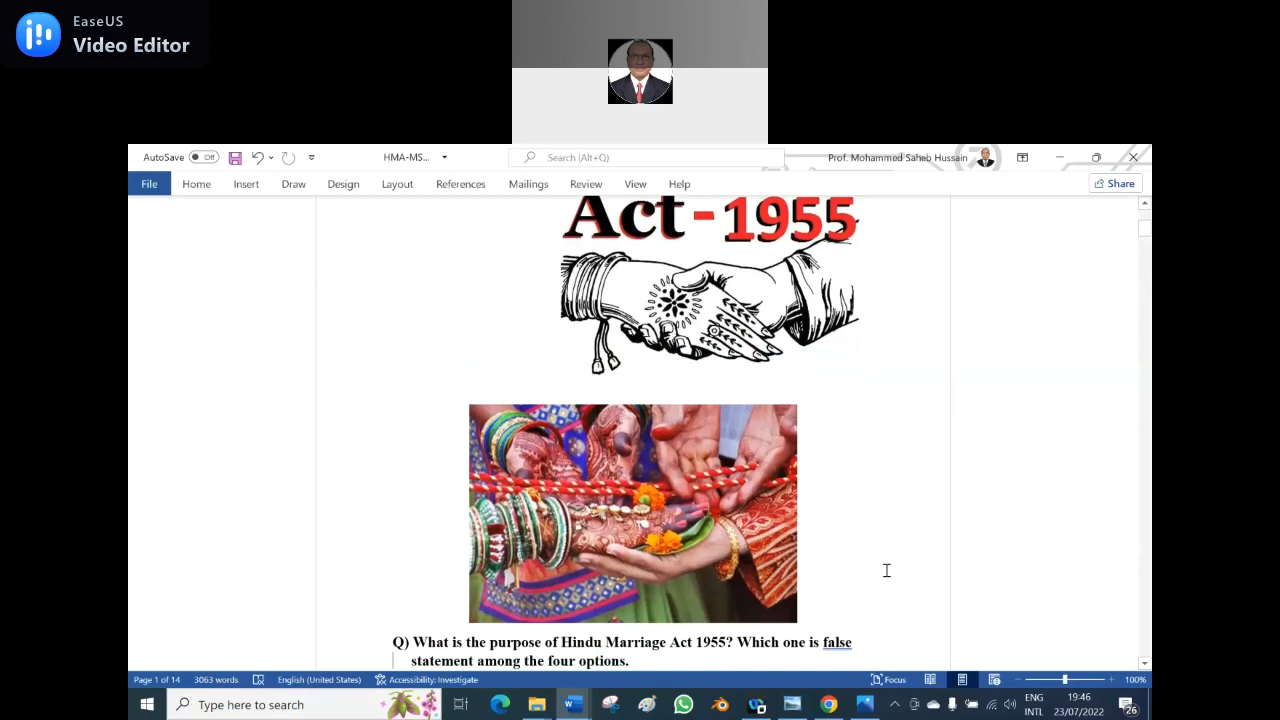 EaseUS
Video Editor
AutoSave Off HMA-MS... Search (Alt+Q) Prof. Mohammed Saheb Hussain
File Home Insert Draw Design Layout References Mailings Review View Help Share
Act - 1955
Q) What is the purpose of Hindu Marriage Act 1955? Which one is false
statement among the four options.
Page 1 of 14 3063 words English (United States) Accessibility: Investigate Focus 100%
Type here to search ENG 19:46
INTL 23/07/2022 26